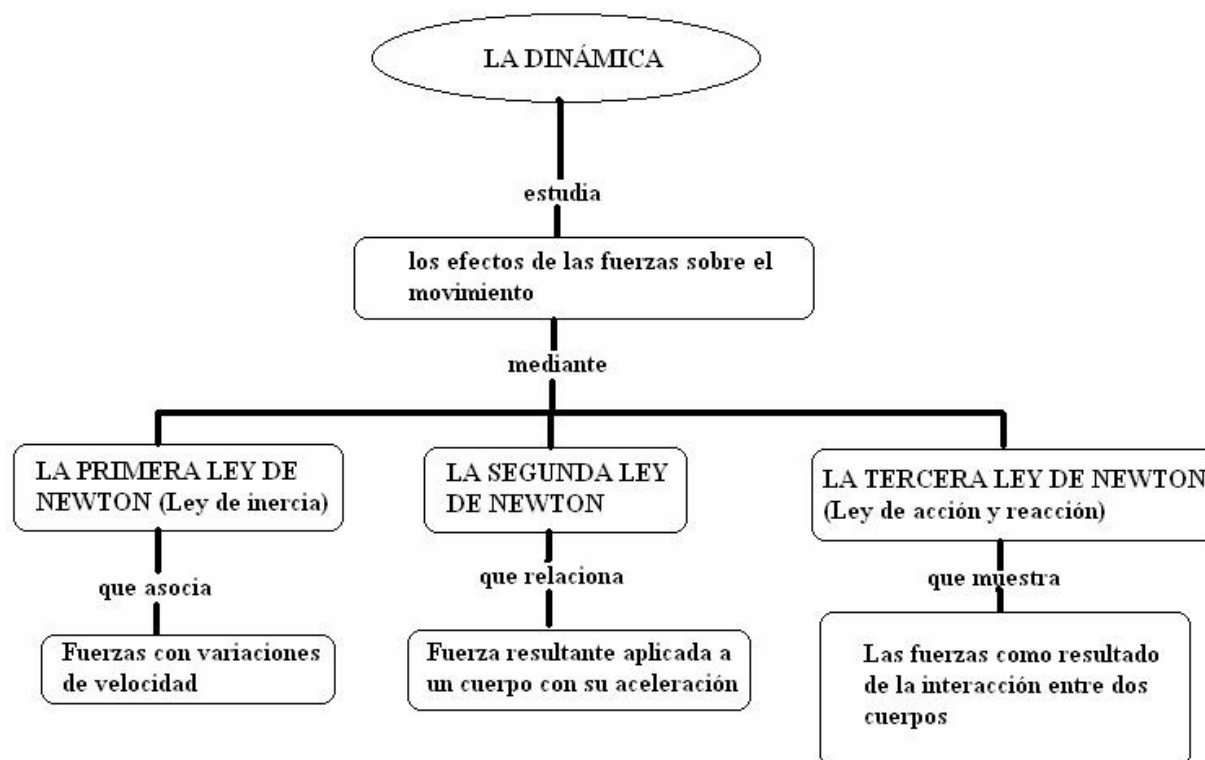 LA DINÁMICA
estudia
los efectos de las fuerzas sobre el
movimiento
mediante
LA PRIMERA LEY DE
NEWTON (Ley de inercia)
que asocia
Fuerzas con variaciones
de velocidad
LA SEGUNDA LEY
DE NEWTON
que relaciona
Fuerza resultante aplicada a
un cuerpo con su aceleración
LA TERCERA LEY DE NEWTON
(Ley de acción y reacción)
que muestra
Las fuerzas como resultado
de la interacción entre dos
cuerpos